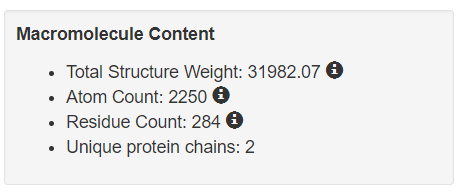 Macromolecule Content
• Total Structure Weight: 31982.07
• Atom Count: 2250
• Residue Count: 284
• Unique protein chains: 2